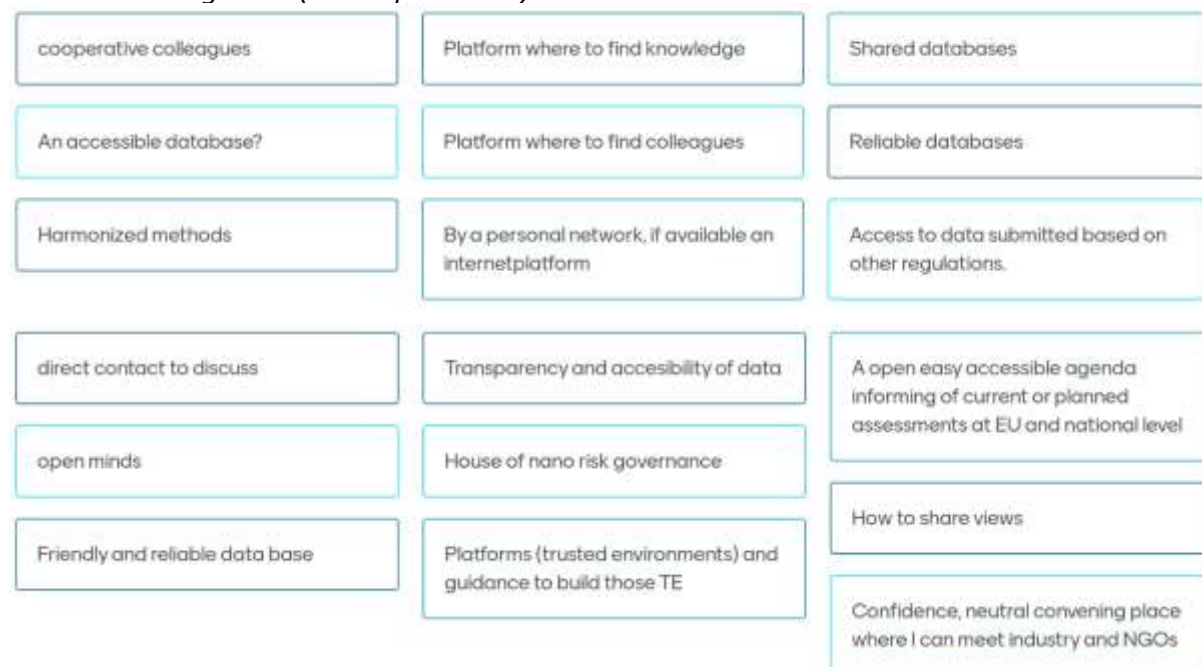 cooperative colleagues
Platform where to find knowledge
Shared databases
An accessible database?
Platform where to find colleagues
Reliable databases
Harmonized methods
By a personal network, if available an
internetplatform
Access to data submitted based on
other regulations.
direct contact to discuss
Transparency and accesibility of data
A open easy accessible agenda
informing of current or planned
assessments at EU and national level
open minds
House of nano risk governance
How to share views
Friendly and reliable data base
Platforms (trusted environments) and
guidance to build those TE
Confidence, neutral convening place
where I can meet industry and NGOs